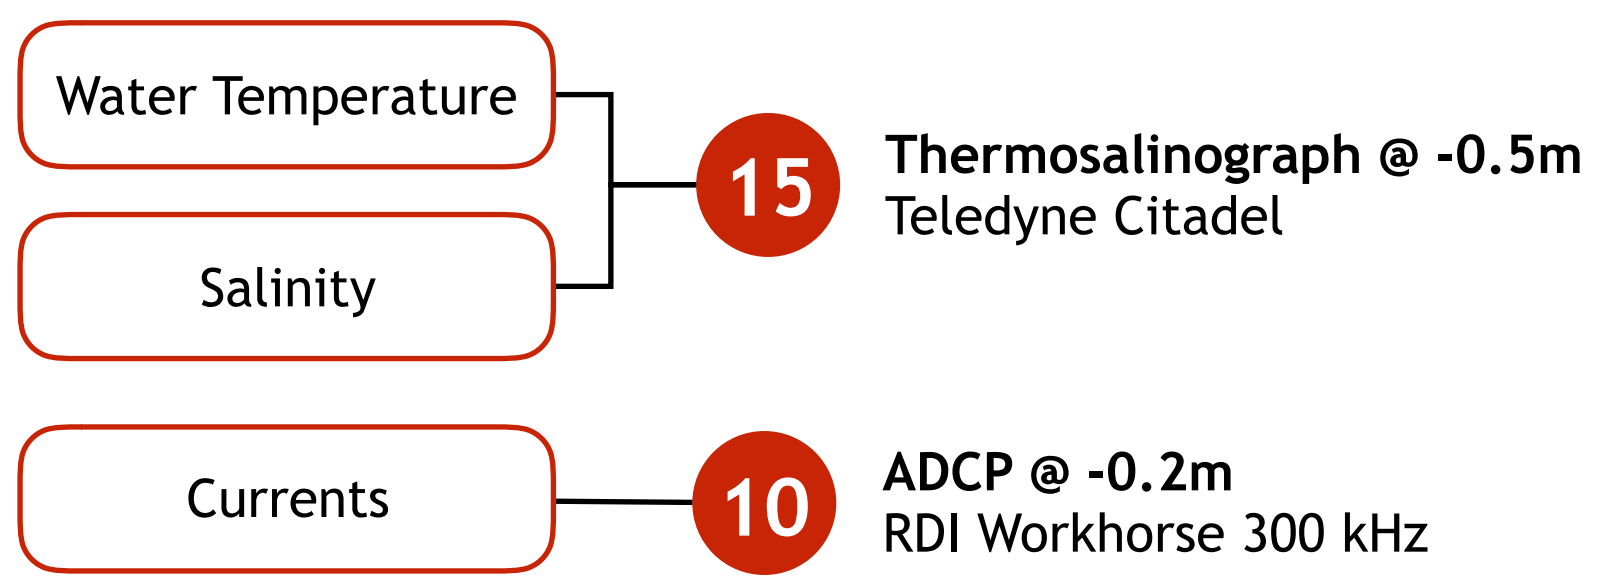 Water Temperature
15
Thermosalinograph @ -0.5m
Teledyne Citadel
Salinity
Currents
10
ADCP @ -0.2m
RDI Workhorse 300 kHz